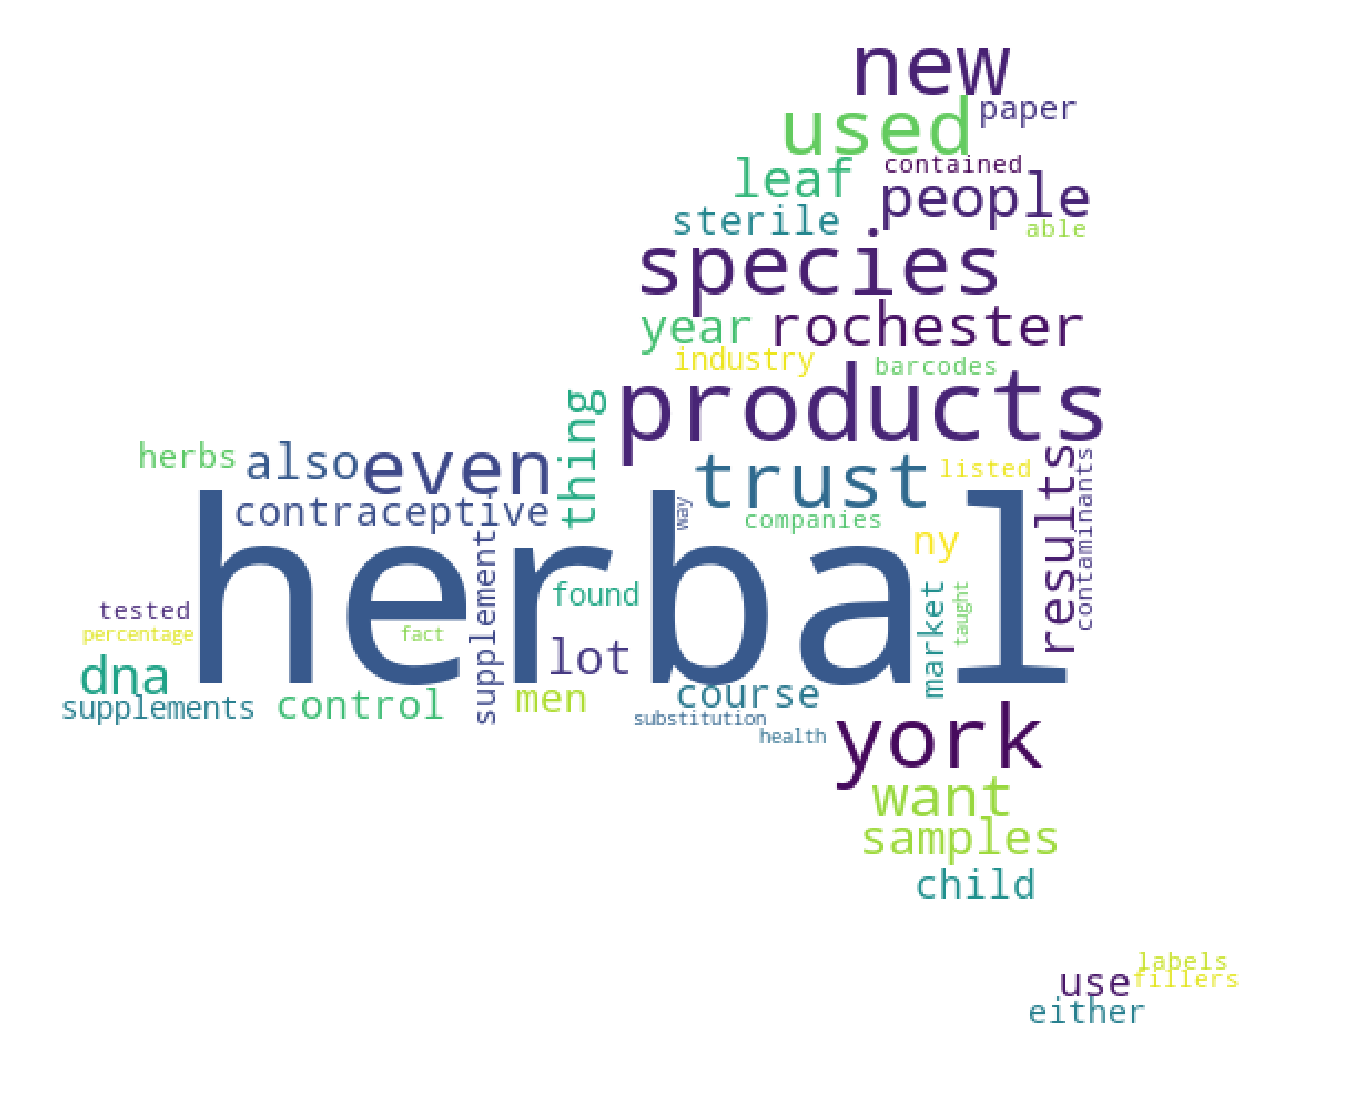 new
used
paper
contained
leaf
people
sterile
able
species
year
rochester
industry
barcodes
products
thing
herbs
also
even
trust
listed
results
contaminants
contraceptive
way
companies
herbal
supplement
ny
found
market
taught
tested
percentage
fact
lot
dna
men
course
supplements
control
substitution
health
york
want
samples
child
labels
use
fillers
either